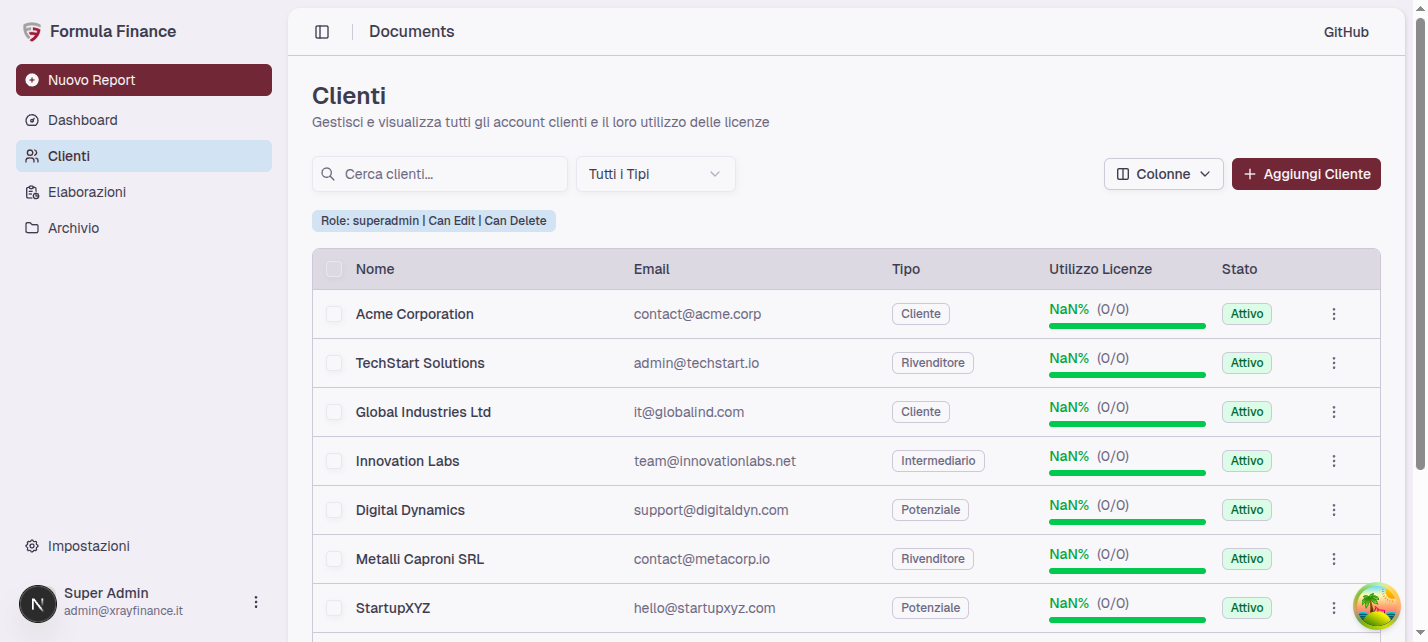 Formula Finance
Nuovo Report
Dashboard
Clienti
Elaborazioni
Archivio
Impostazioni
N
Super Admin
admin@xrayfinance.it
Documents
GitHub
Clienti
Gestisci e visualizza tutti gli account clienti e il loro utilizzo delle licenze
Cerca clienti...
Tutti i Tipi
Colonne
Aggiungi Cliente
Role: superadmin | Can Edit | Can Delete
Nome Email Tipo Utilizzo Licenze Stato
Acme Corporation contact@acme.corp Cliente NaN% (0/0) Attivo
TechStart Solutions admin@techstart.io Rivenditore NaN% (0/0) Attivo
Global Industries Ltd it@globalind.com Cliente NaN% (0/0) Attivo
Innovation Labs team@innovationlabs.net Intermediario NaN% (0/0) Attivo
Digital Dynamics support@digitaldyn.com Potenziale NaN% (0/0) Attivo
Metalli Caproni SRL contact@metacorp.io Rivenditore NaN% (0/0) Attivo
StartupXYZ hello@startupxyz.com Potenziale NaN% (0/0) Attivo